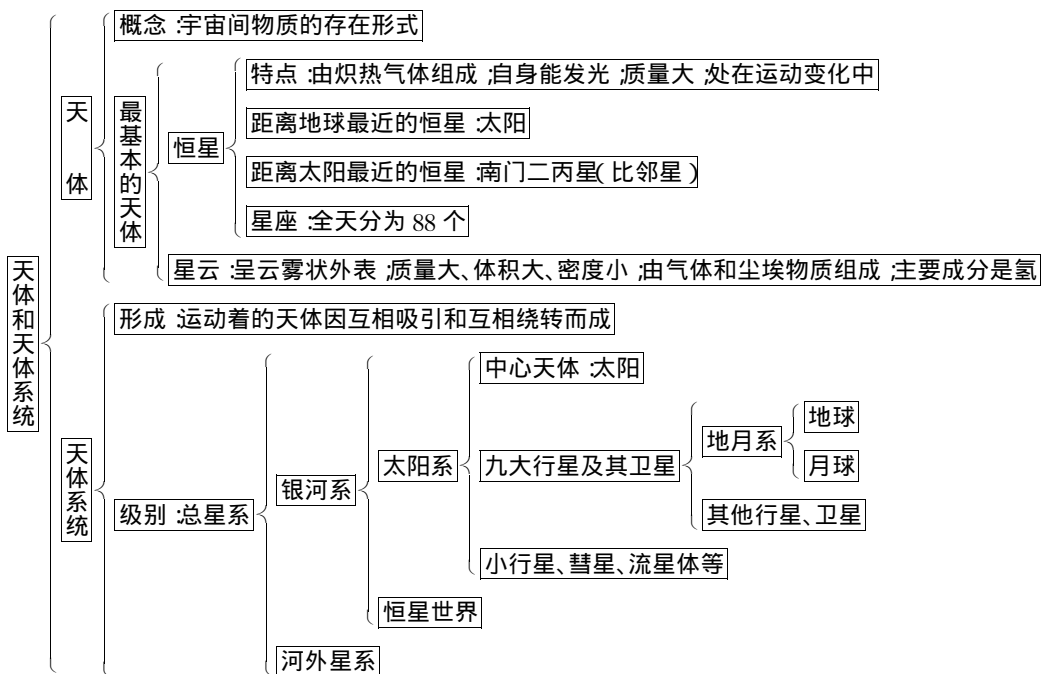 概念:宇宙间物质的存在形式
特点:由炽热气体组成;自身能发光;质量大;处在运动变化中
天体
最基本的天体
距离地球最近的恒星:太阳
恒星
距离太阳最近的恒星:南门二丙星(比邻星)
星座:全天分为 88 个
星云:呈云雾状外表;质量大、体积大、密度小;由气体和尘埃物质组成;主要成分是氢
天体和天体系统
形成:运动着的天体因互相吸引和互相绕转而成
中心天体:太阳
地球
地月系
天体系统
太阳系
九大行星及其卫星
月球
银河系
级别:总星系
其他行星、卫星
小行星、彗星、流星体等
恒星世界
河外星系